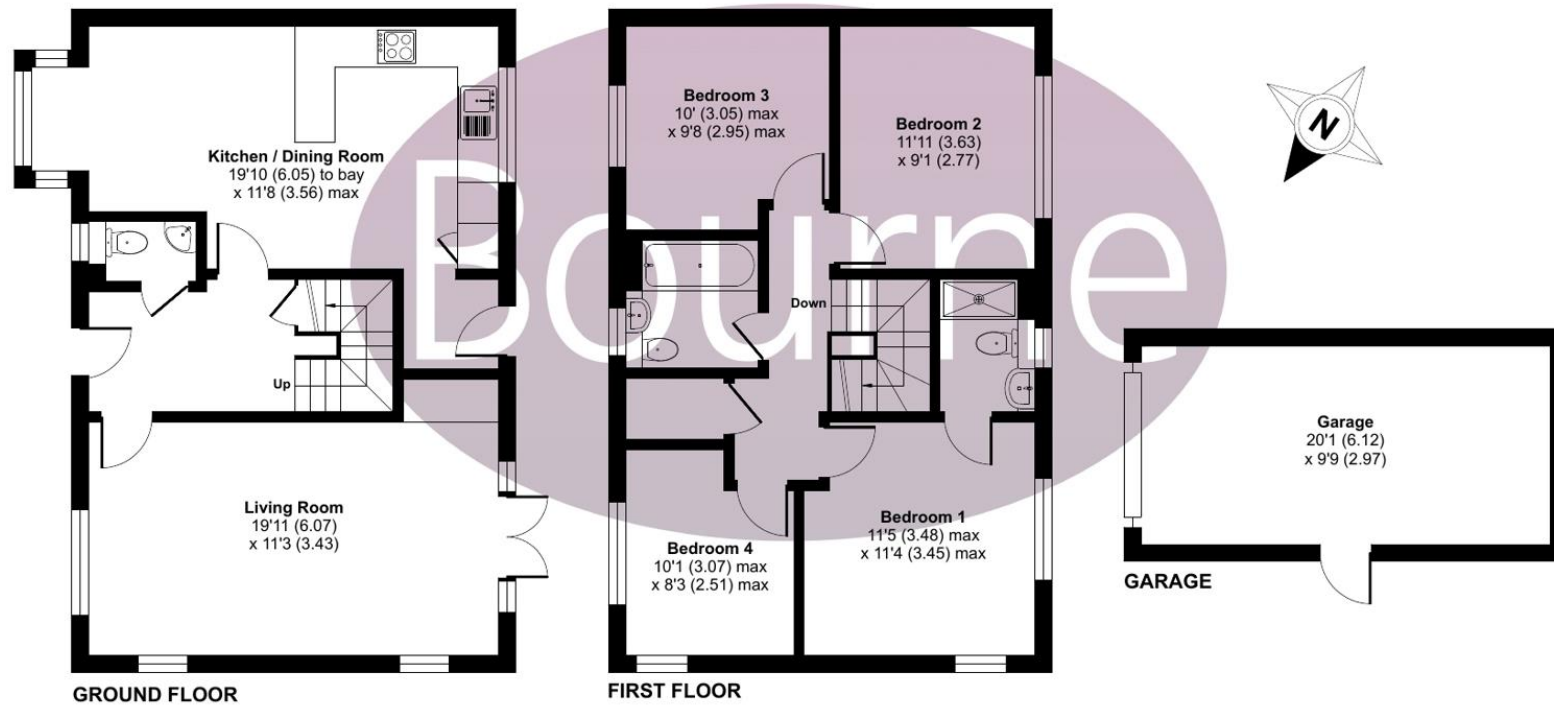 Kitchen / Dining Room
19'10 (6.05) to bay
x 11'8 (3.56) max
Up
Living Room
19'11 (6.07)
x 11'3 (3.43)
GROUND FLOOR
Bourne
Bedroom 3
10' (3.05) max
x 9'8 (2.95) max
Bedroom 2
11'11 (3.63)
x 9'1 (2.77)
Down
Bedroom 4
10'1 (3.07) max
x 8'3 (2.51) max
Bedroom 1
11'5 (3.48) max
x 11'4 (3.45) max
FIRST FLOOR
N
Garage
20'1 (6.12)
x 9'9 (2.97)
GARAGE